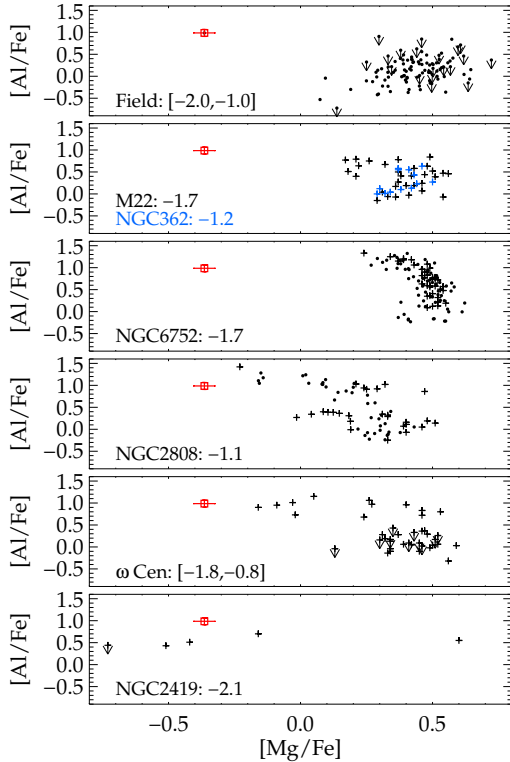 1.5
1.0
0.5
0.0
−0.5
[Al/Fe]
Field: [−2.0,−1.0]
1.5
1.0
0.5
0.0
−0.5
[Al/Fe]
M22: −1.7
NGC362: −1.2
1.5
1.0
0.5
0.0
−0.5
[Al/Fe]
NGC6752: −1.7
1.5
1.0
0.5
0.0
−0.5
[Al/Fe]
NGC2808: −1.1
1.5
1.0
0.5
0.0
−0.5
[Al/Fe]
ω Cen: [−1.8,−0.8]
1.5
1.0
0.5
0.0
−0.5
[Al/Fe]
NGC2419: −2.1
−0.5 0.0 0.5
[Mg/Fe]